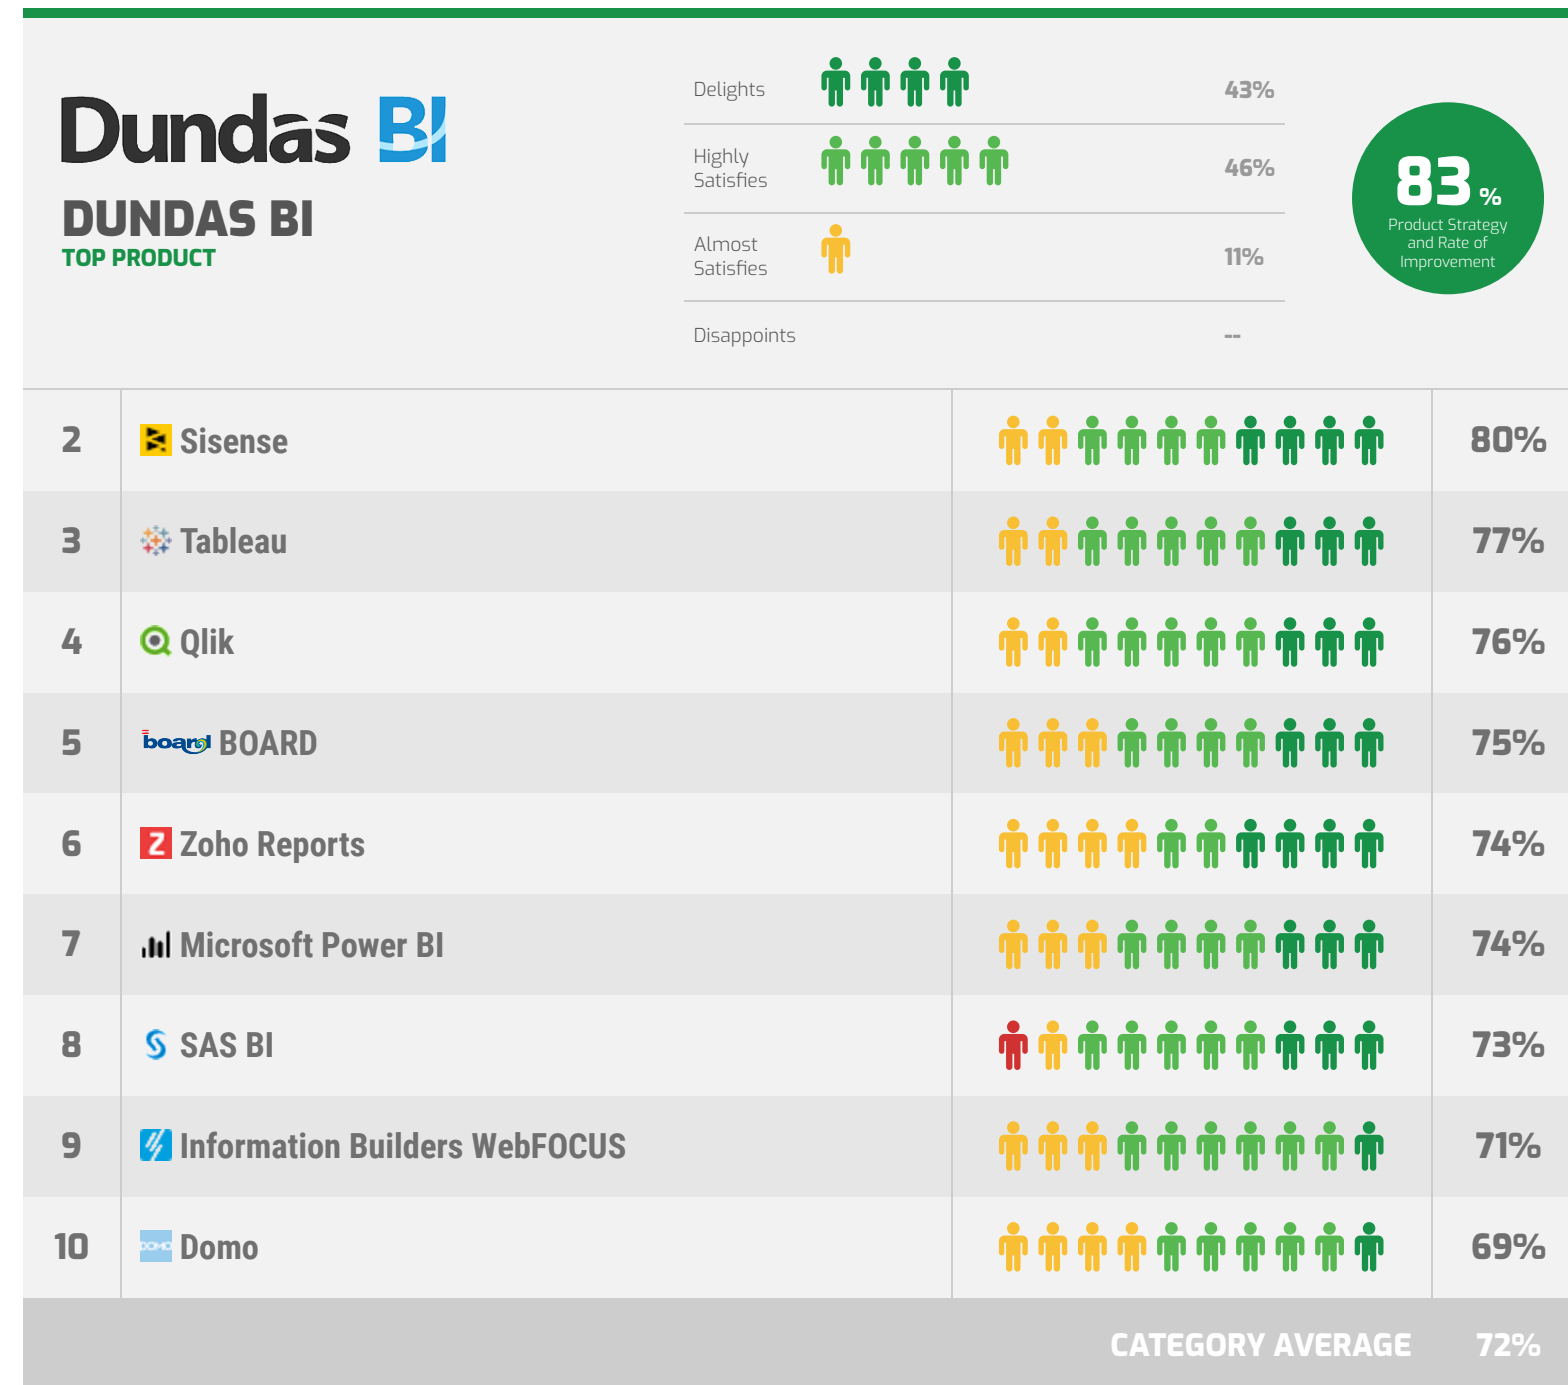 Dundas BI
DUNDAS BI
TOP PRODUCT
Delights 43%
Highly
Satisfies 46%
Almost
Satisfies 11%
Disappoints --
83 %
Product Strategy
and Rate of
Improvement
2 Sisense 80%
3 Tableau 77%
4 Qlik 76%
5 board BOARD 75%
6 Z Zoho Reports 74%
7 Microsoft Power BI 74%
8 SAS BI 73%
9 Information Builders WebFOCUS 71%
10 DOMO Domo 69%
CATEGORY AVERAGE 72%